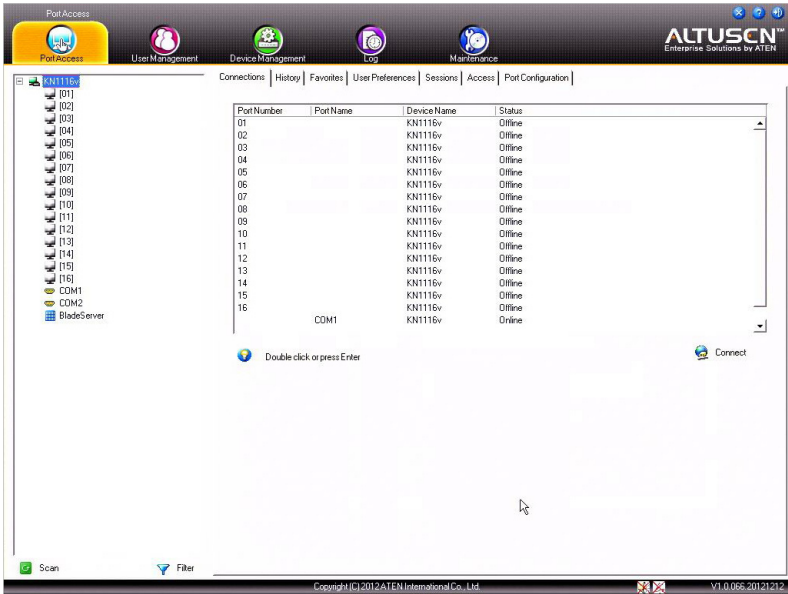 Port Access
ALTUSEN™
Enterprise Solutions by ATEN
Port Access User Management Device Management Log Maintenance
Connections History Favorites User Preferences Sessions Access Port Configuration
KN1116v
[01]
[02]
[03]
[04]
[05]
[06]
[07]
[08]
[09]
[10]
[11]
[12]
[13]
[14]
[15]
[16]
COM1
COM2
BladeServer
Port Number Port Name Device Name Status
01 KN1116v Offline
02 KN1116v Offline
03 KN1116v Offline
04 KN1116v Offline
05 KN1116v Offline
06 KN1116v Offline
07 KN1116v Offline
08 KN1116v Offline
09 KN1116v Offline
10 KN1116v Offline
11 KN1116v Offline
12 KN1116v Offline
13 KN1116v Offline
14 KN1116v Offline
15 KN1116v Offline
16 KN1116v Offline
COM1 KN1116v Online
Double click or press Enter
Connect
Scan Filter
Copyright (C) 2012 ATEN International Co., Ltd.
V1.0.066.20121212